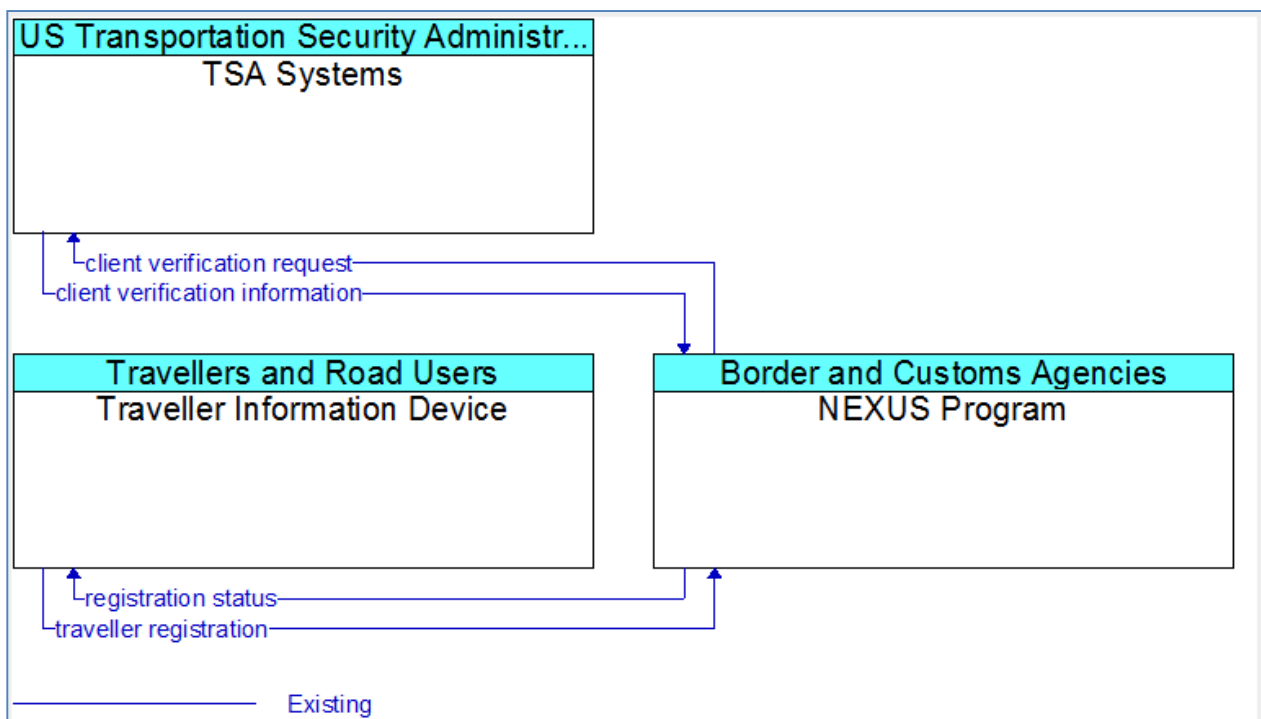 US Transportation Security Administr...
TSA Systems
client verification request
client verification information
Travellers and Road Users
Traveller Information Device
Border and Customs Agencies
NEXUS Program
registration status
traveller registration
Existing